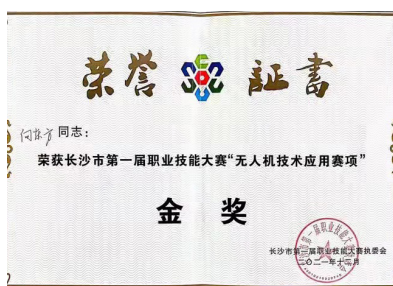 荣誉 證書
同志：
荣获长沙市第一届职业技能大赛“无人机技术应用赛项”
金 奖
长沙市第一届职业技能大赛执委会
二〇二一年十二月